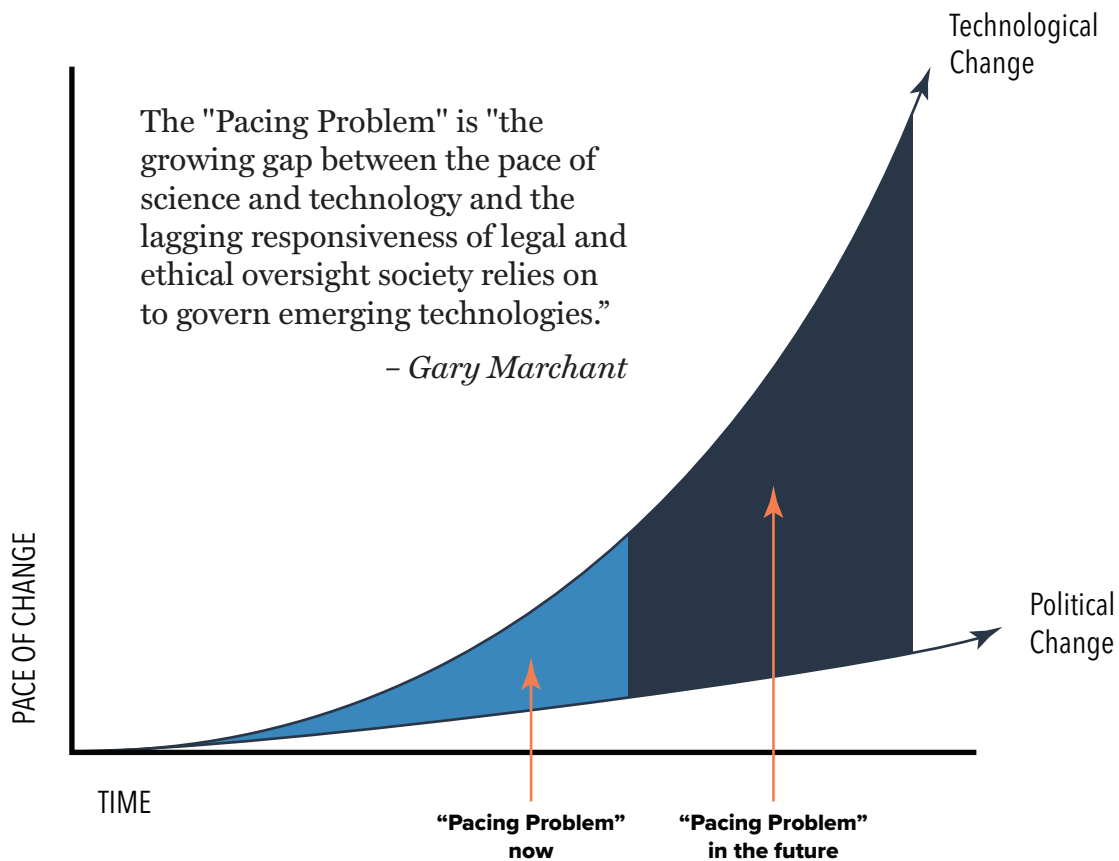 Technological
Change
The "Pacing Problem" is "the
growing gap between the pace of
science and technology and the
lagging responsiveness of legal and
ethical oversight society relies on
to govern emerging technologies.”
– Gary Marchant
PACE OF CHANGE
Political
Change
TIME
“Pacing Problem”
now
“Pacing Problem”
in the future